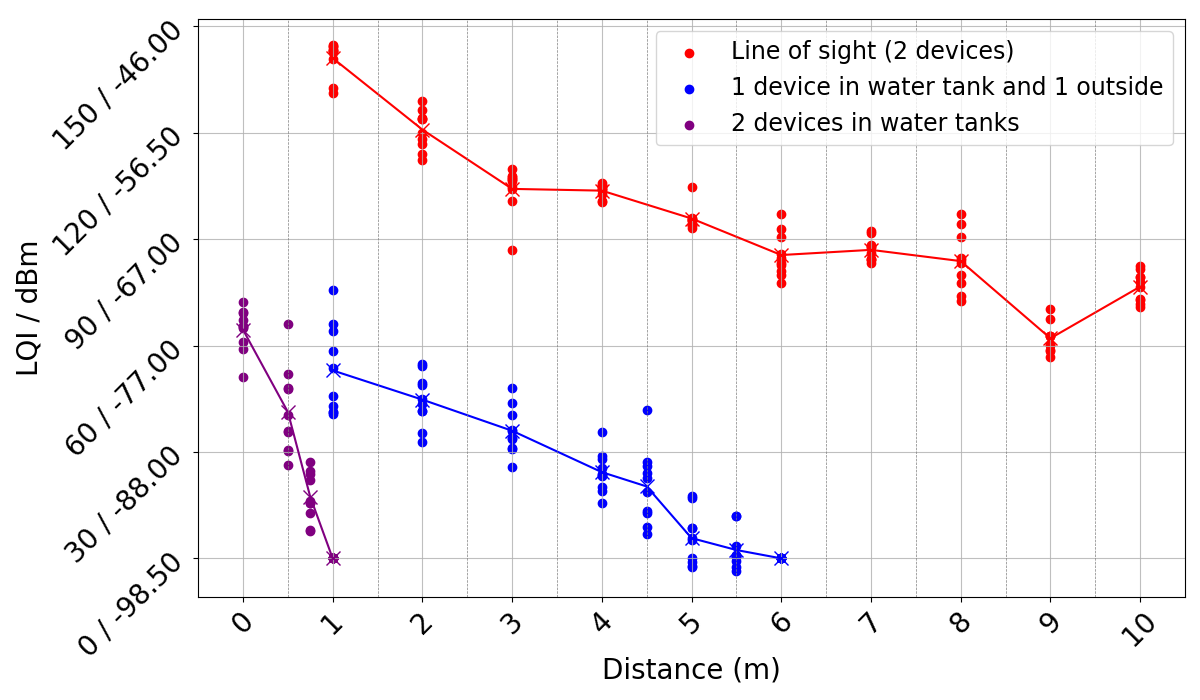 150 / -46.00
120 / -56.50
90 / -67.00
60 / -77.00
30 / -88.00
0 / -98.50
LQI / dBm
Line of sight (2 devices)
1 device in water tank and 1 outside
2 devices in water tanks
0 1 2 3 4 5 6 7 8 9 10
Distance (m)